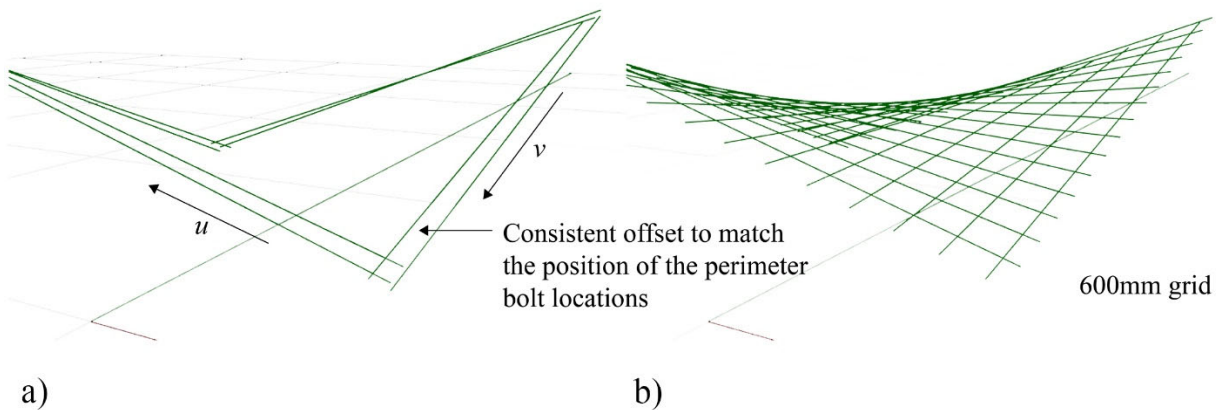 v
u
Consistent offset to match
the position of the perimeter
bolt locations
600mm grid
a)
b)